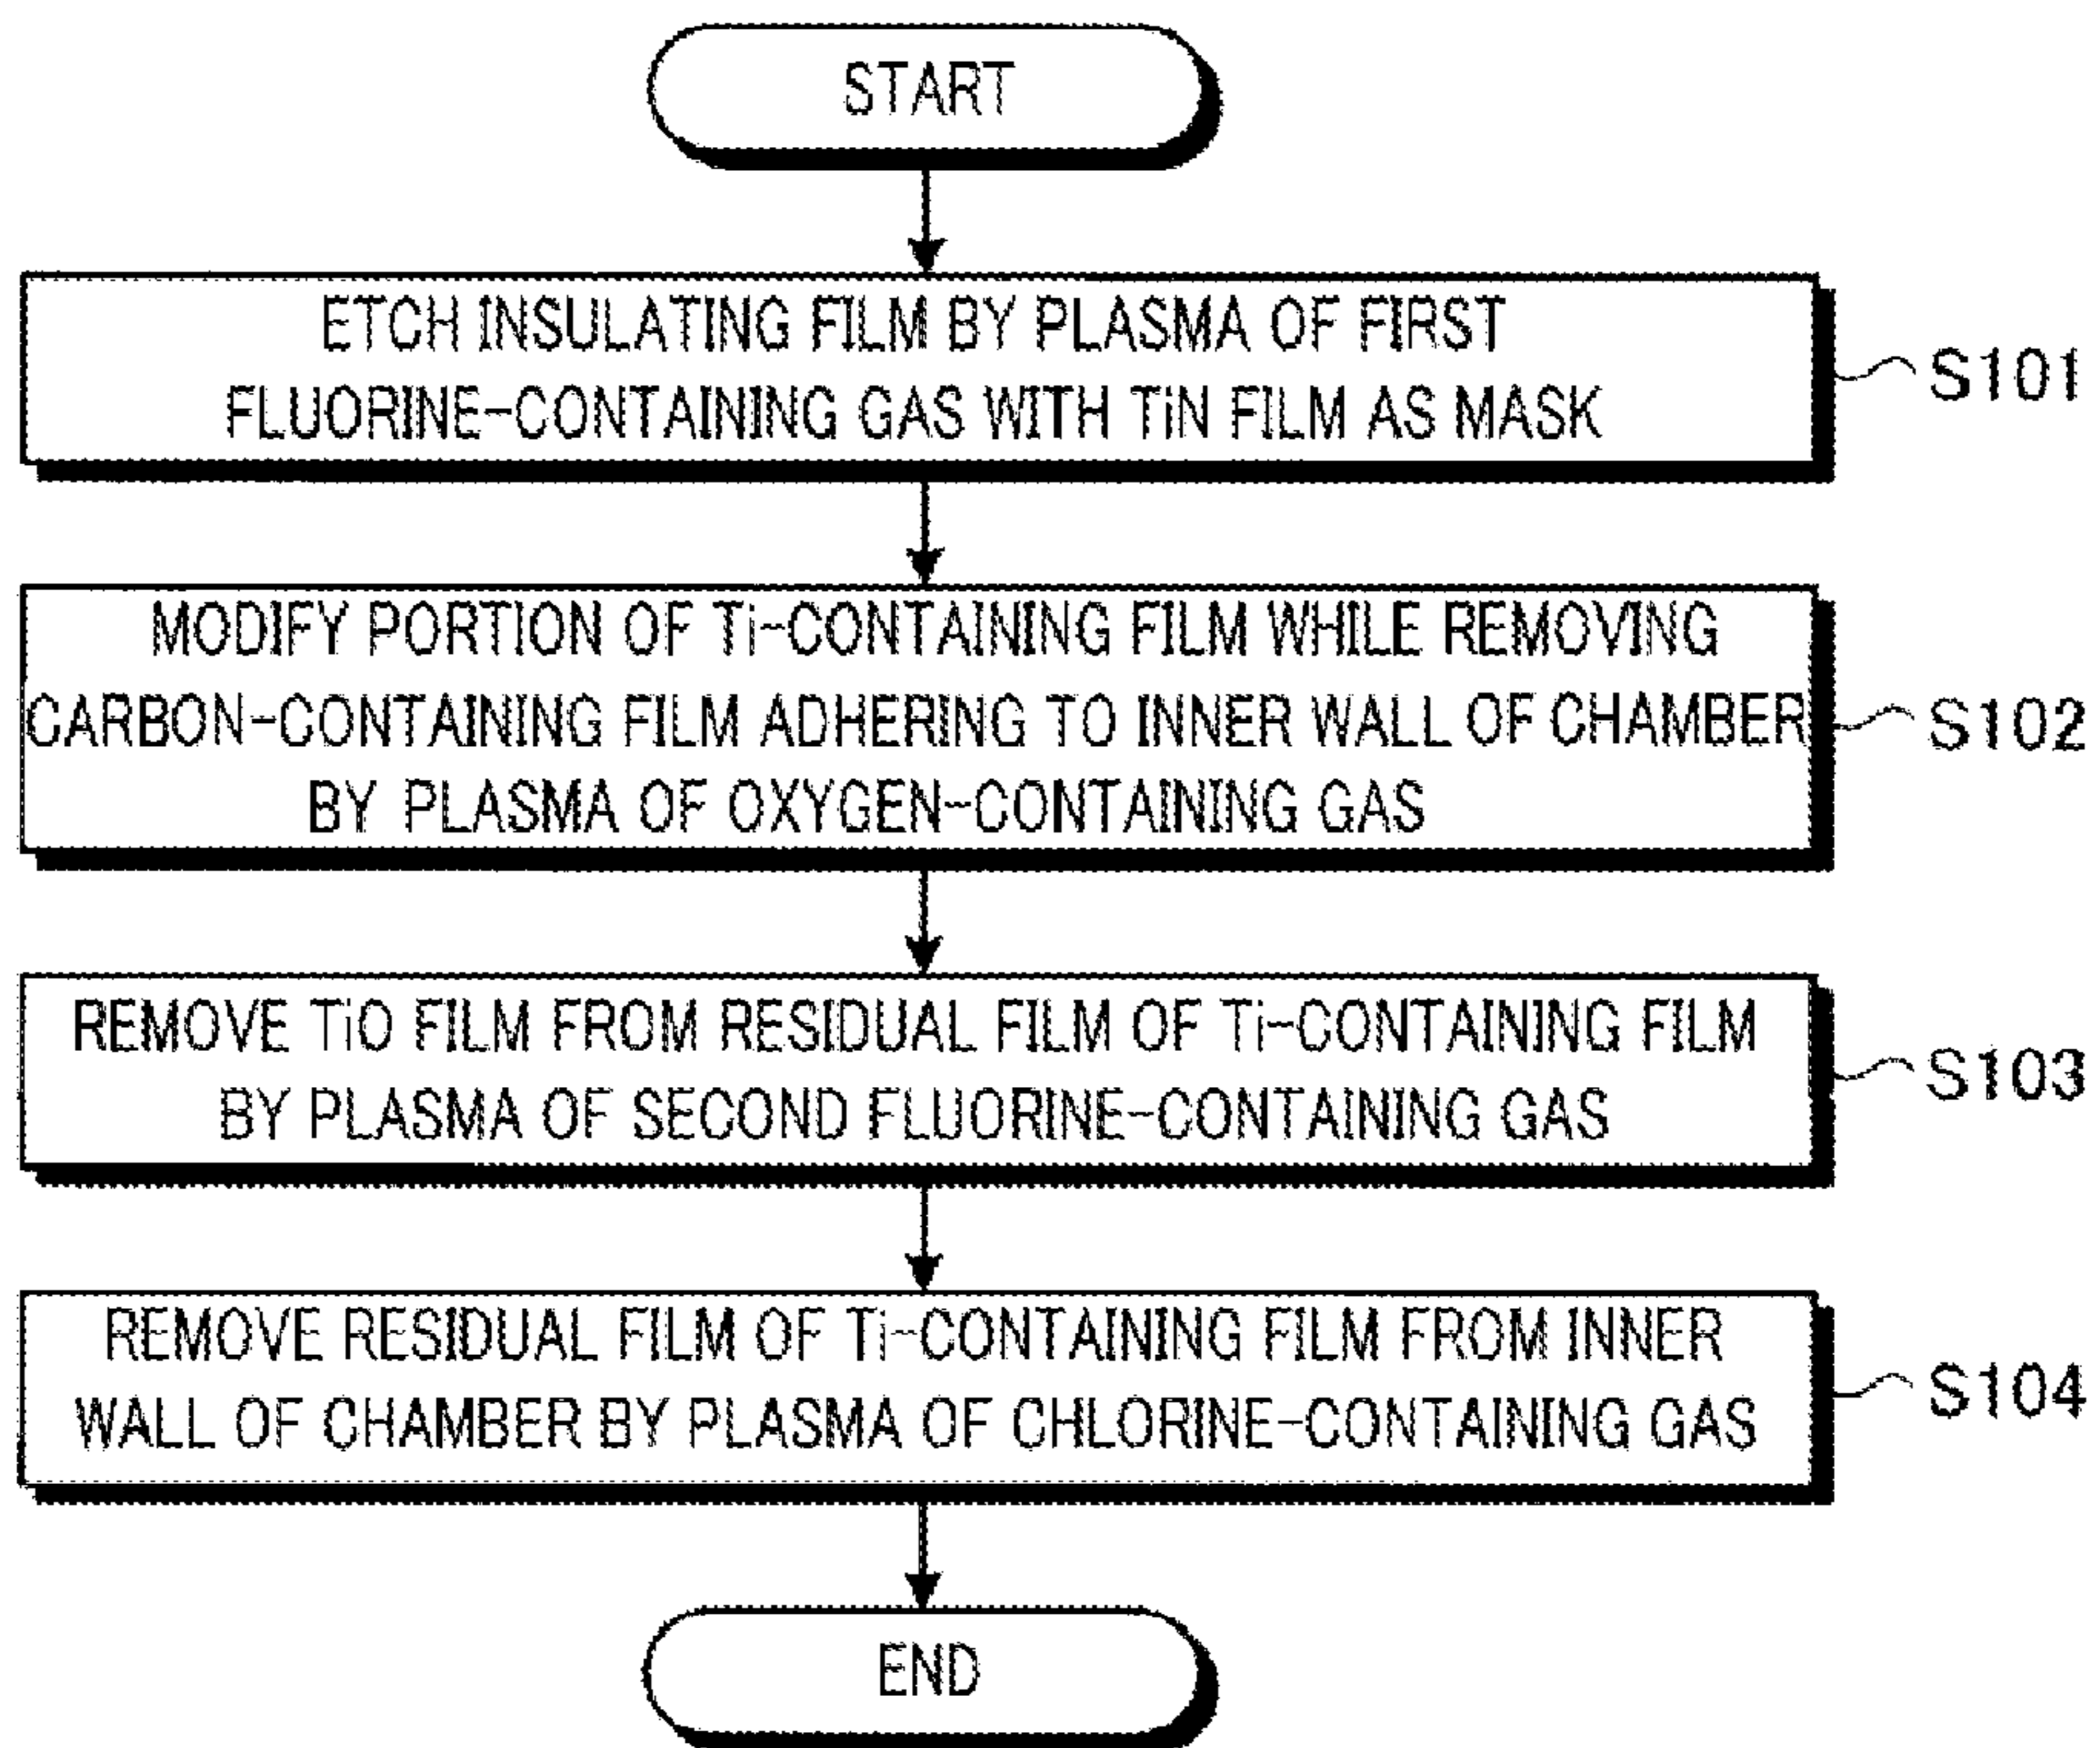 START
ETCH INSULATING FILM BY PLASMA OF FIRST
FLUORINE-CONTAINING GAS WITH TiN FILM AS MASK
S101
MODIFY PORTION OF Ti-CONTAINING FILM WHILE REMOVING
CARBON-CONTAINING FILM ADHERING TO INNER WALL OF CHAMBER
BY PLASMA OF OXYGEN-CONTAINING GAS
S102
REMOVE TiO FILM FROM RESIDUAL FILM OF Ti-CONTAINING FILM
BY PLASMA OF SECOND FLUORINE-CONTAINING GAS
S103
REMOVE RESIDUAL FILM OF Ti-CONTAINING FILM FROM INNER
WALL OF CHAMBER BY PLASMA OF CHLORINE-CONTAINING GAS
S104
END